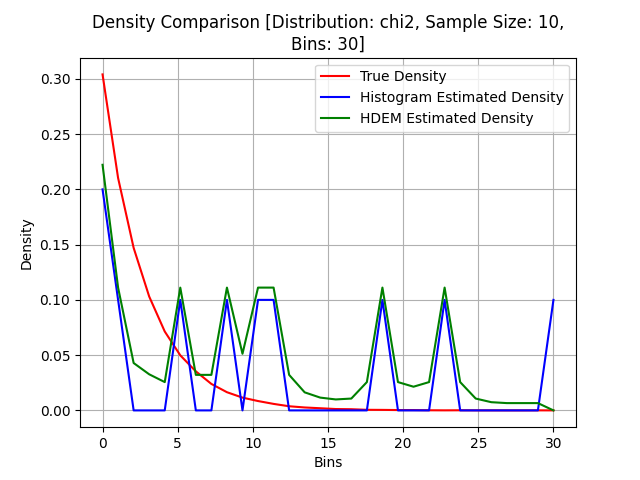 Density Comparison [Distribution: chi2, Sample Size: 10,
Bins: 30]
True Density
Histogram Estimated Density
HDEM Estimated Density
Density
0.30
0.25
0.20
0.15
0.10
0.05
0.00
0 5 10 15 20 25 30
Bins